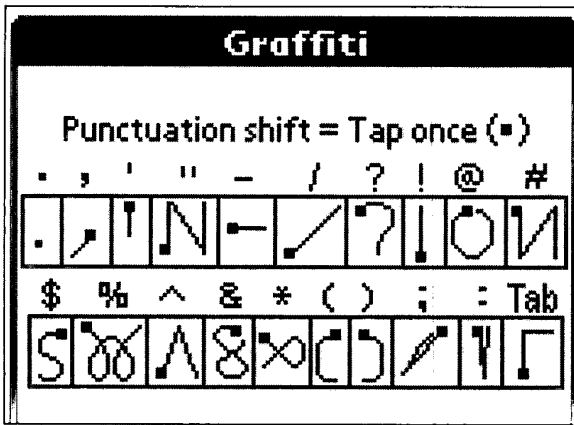 Graffiti
Punctuation shift = Tap once (▪)
. , ' " – / ? ! @ #
$ % ^ & * ( ) ; : Tab